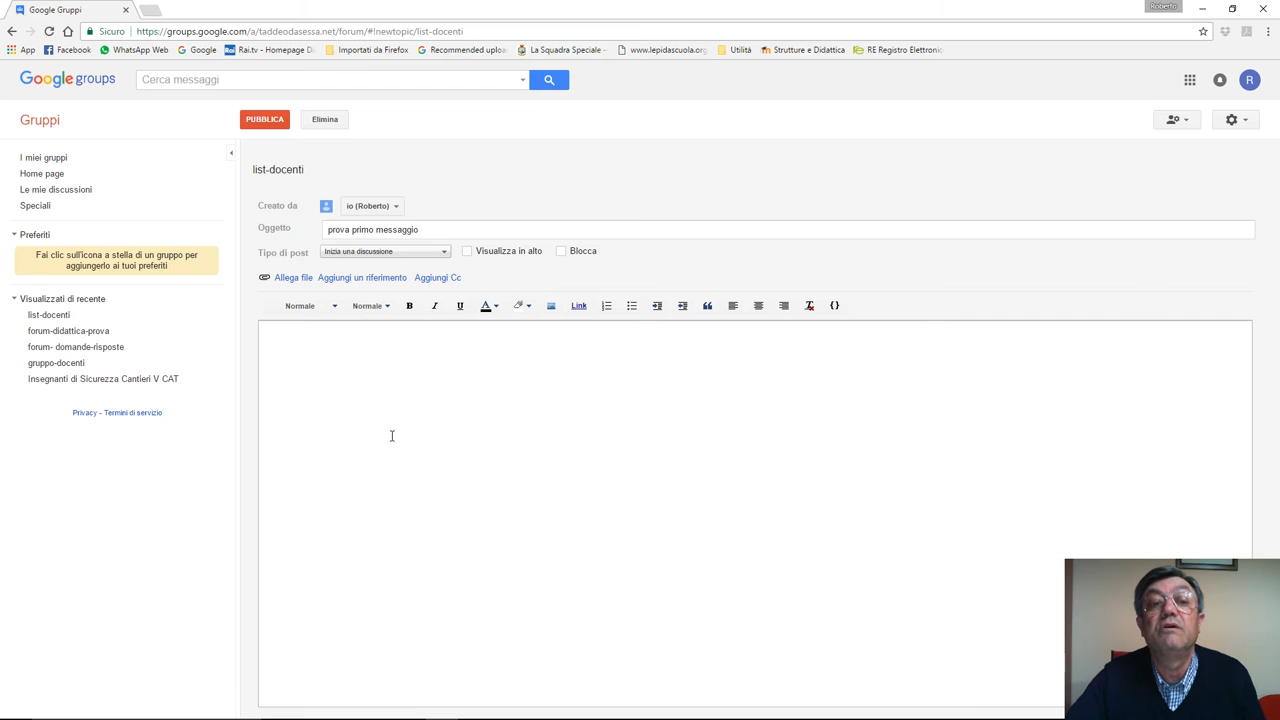 Google Gruppi
Roberto
Sicuro
https://groups.google.com/a/taddeodasessa.net/forum/#!newtopic/list-docenti
App
Facebook
WhatsApp Web
Google
Rai.tv - Homepage D
Importati da Firefox
Recommended uploa
La Squadra Speciale -
www.lepidascuola.org
Utilità
Strutture e Didattica
RE Registro Elettronic
Google groups
Cerca messaggi
R
Gruppi
PUBBLICA
Elimina
I miei gruppi
Home page
Le mie discussioni
Speciali
Preferiti
Fai clic sull'icona a stella di un gruppo per
aggiungerlo ai tuoi preferiti
Visualizzati di recente
list-docenti
forum-didattica-prova
forum- domande-risposte
gruppo-docenti
Insegnanti di Sicurezza Cantieri V CAT
Privacy - Termini di servizio
list-docenti
Creato da
io (Roberto)
Oggetto
prova primo messaggio
Tipo di post
Inizia una discussione
Visualizza in alto
Blocca
Allega file
Aggiungi un riferimento
Aggiungi Cc
Normale
Normale
B
I
U
A
Link
{}